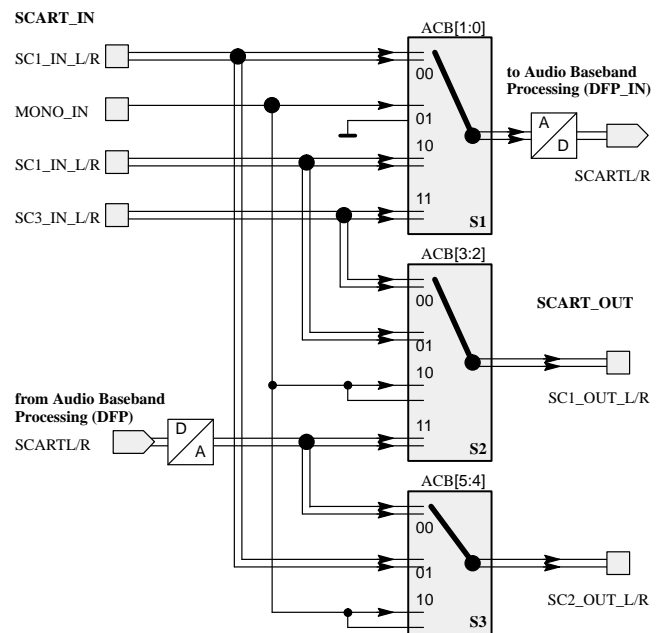 SCART_IN
ACB[1:0]
SC1_IN_L/R
00
to Audio Baseband
Processing (DFP_IN)
MONO_IN
01
A
D
10
SC1_IN_L/R
SCARTL/R
11
SC3_IN_L/R
S1
ACB[3:2]
00
SCART_OUT
01
10
SC1_OUT_L/R
from Audio Baseband
Processing (DFP)
D
A
SCARTL/R
11
S2
ACB[5:4]
00
01
SC2_OUT_L/R
10
S3